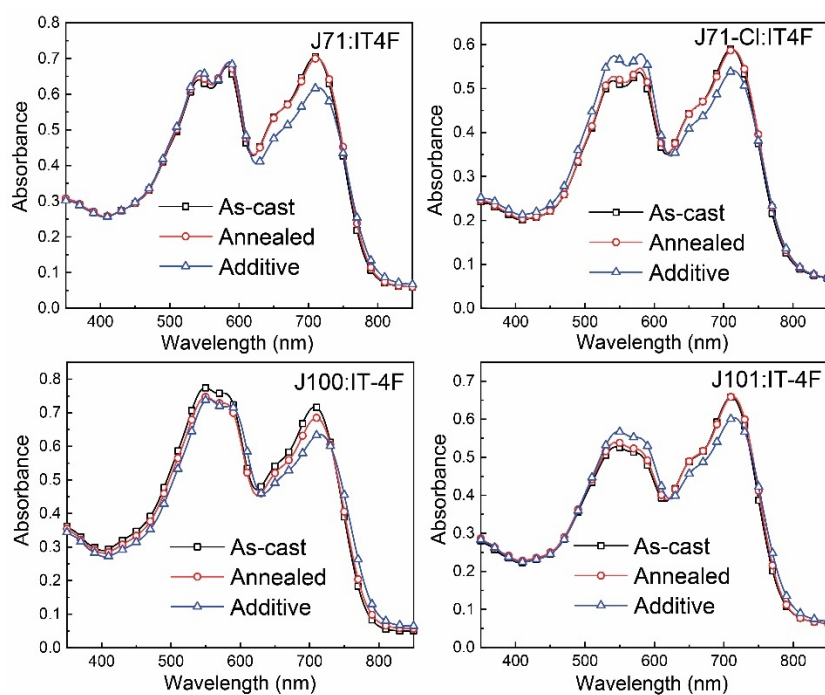 J71:IT4F
0.8
0.7
0.6
0.5
0.4
0.3
0.2
0.1
0.0
Absorbance
As-cast
Annealed
Additive
400 500 600 700 800
Wavelength (nm)
J71-Cl:IT4F
0.6
0.5
0.4
0.3
0.2
0.1
0.0
Absorbance
As-cast
Annealed
Additive
400 500 600 700 800
Wavelength (nm)
J100:IT-4F
0.8
0.7
0.6
0.5
0.4
0.3
0.2
0.1
0.0
Absorbance
As-cast
Annealed
Additive
400 500 600 700 800
Wavelength (nm)
J101:IT-4F
0.7
0.6
0.5
0.4
0.3
0.2
0.1
0.0
Absorbance
As-cast
Annealed
Additive
400 500 600 700 800
Wavelength (nm)